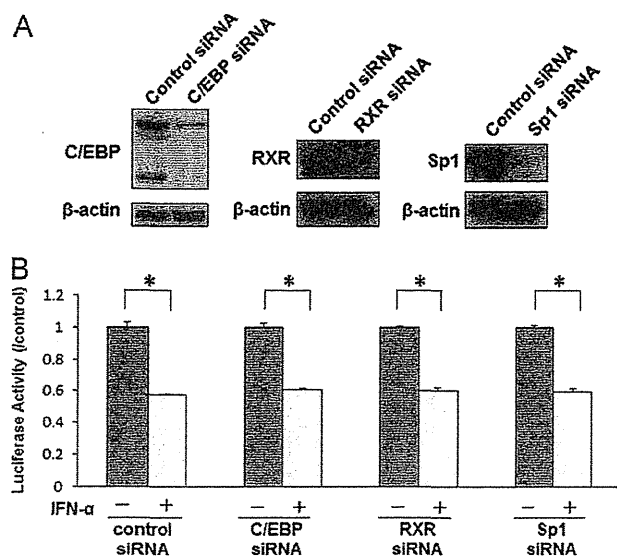 A
Control siRNA
C/EBP siRNA
Control siRNA
RXR siRNA
Control siRNA
Sp1 siRNA
C/EBP
RXR
Sp1
β-actin
β-actin
β-actin
B
Luciferase Activity (/control)
1.2
1
0.8
0.6
0.4
0.2
0
* * * *
IFN-α − + − + − + − +
control siRNA
C/EBP siRNA
RXR siRNA
Sp1 siRNA